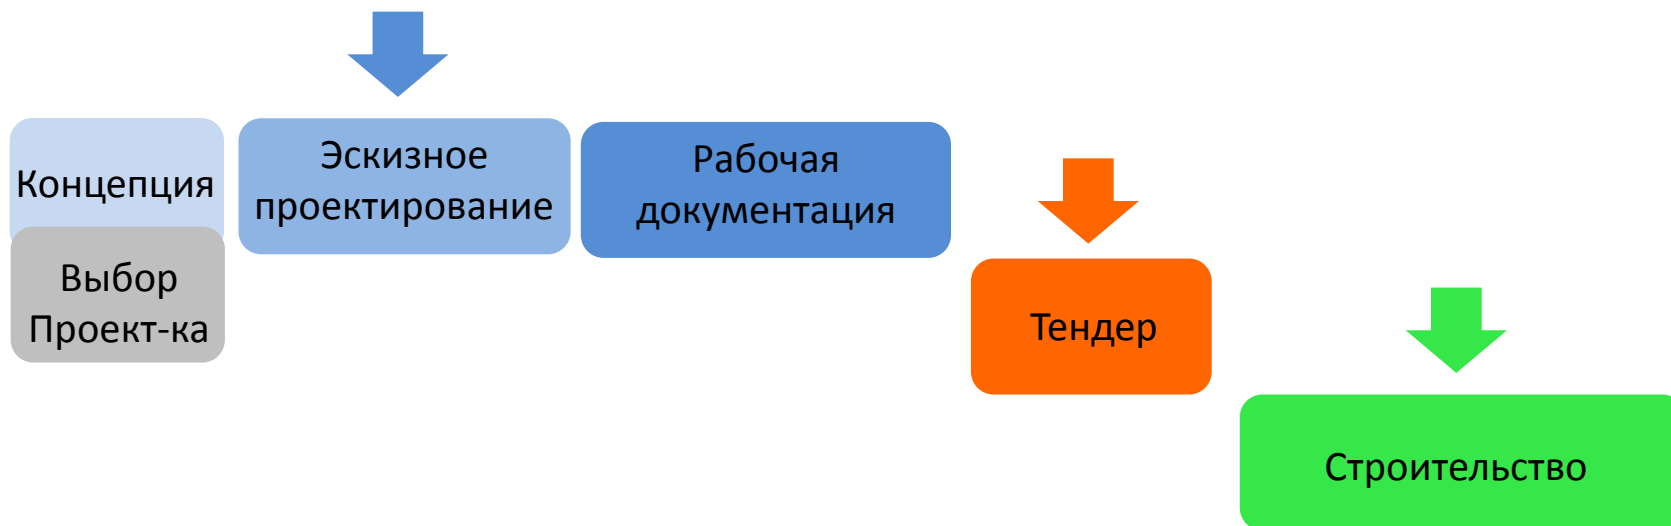 Концепция
Выбор
Проект-ка
Эскизное
проектирование
Рабочая
документация
Тендер
Строительство